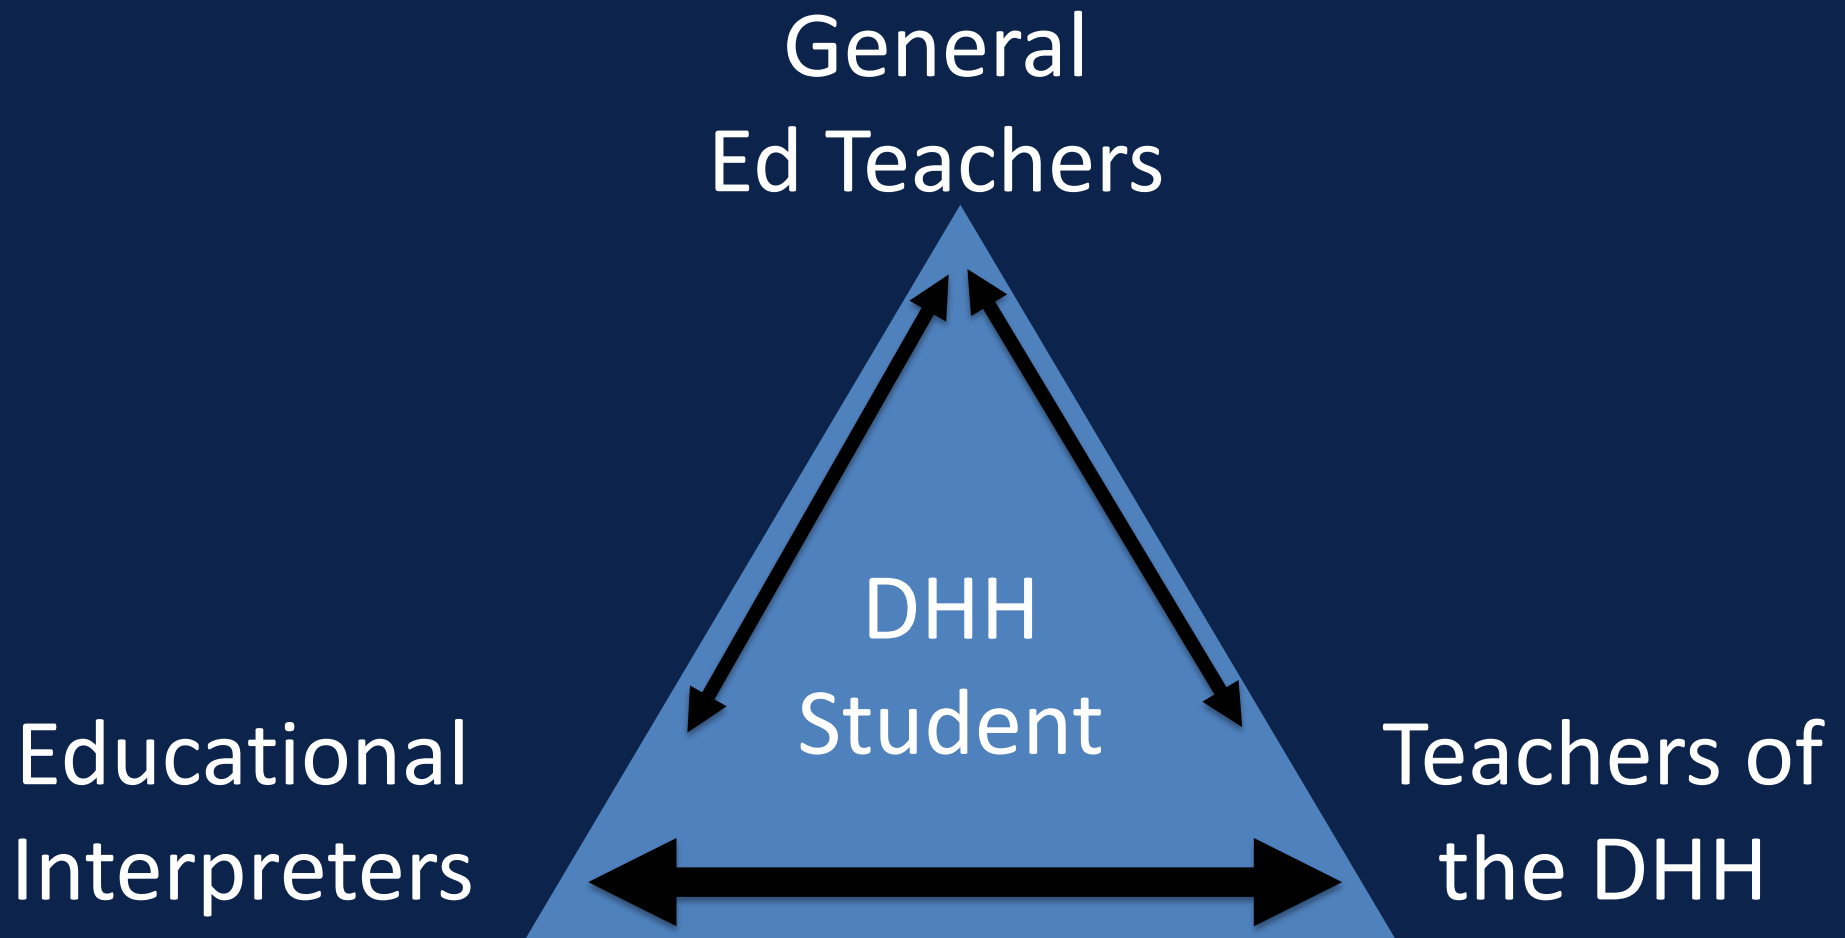 General
Ed Teachers
DHH
Student
Educational
Interpreters
Teachers of
the DHH